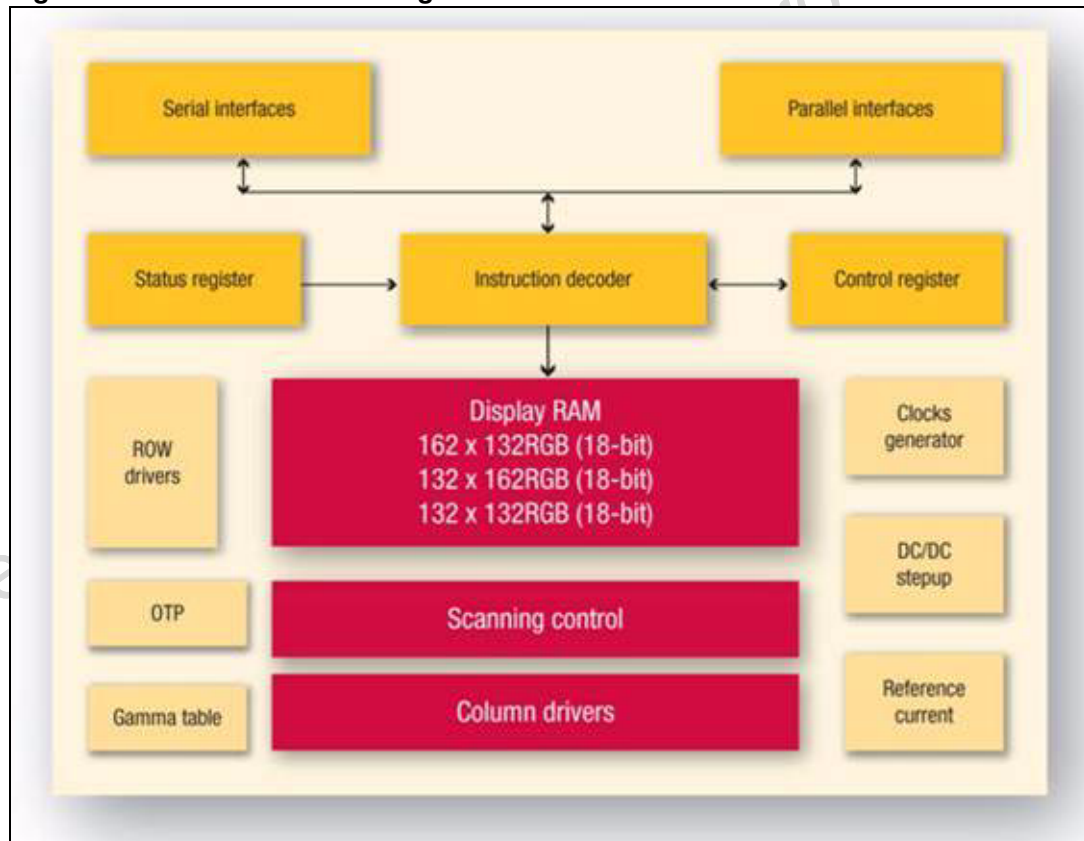 Serial interfaces
Parallel interfaces
Status register
Instruction decoder
Control register
ROW
drivers
Display RAM
162 x 132RGB (18-bit)
132 x 162RGB (18-bit)
132 x 132RGB (18-bit)
Clocks
generator
DC/DC
stepup
OTP
Scanning control
Gamma table
Column drivers
Reference
current